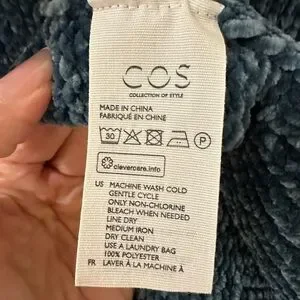 COS
COLLECTION OF STYLE
MADE IN CHINA
FABRIQUÉ EN CHINE
30 P
clevercare.info
US MACHINE WASH COLD
GENTLE CYCLE
ONLY NON-CHLORINE
BLEACH WHEN NEEDED
LINE DRY
MEDIUM IRON
DRY CLEAN
USE A LAUNDRY BAG
100% POLYESTER
FR LAVER À LA MACHINE À